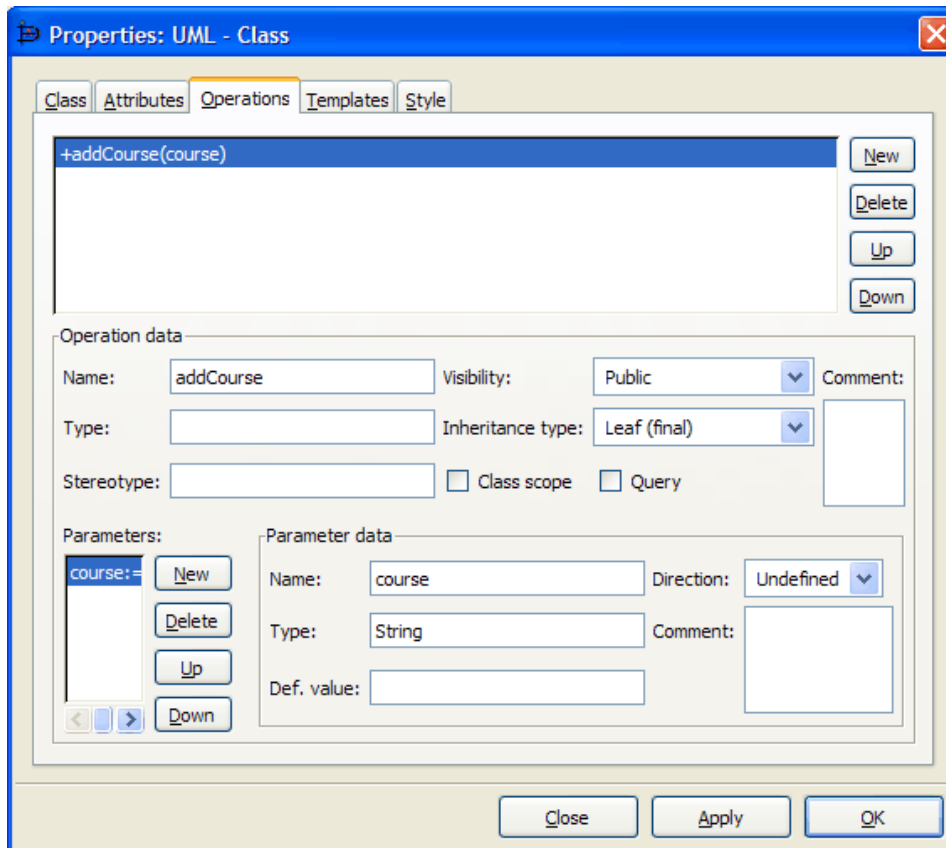 Properties: UML - Class
Class Attributes Operations Templates Style
+addCourse(course)
New
Delete
Up
Down
Operation data
Name: addCourse Visibility: Public Comment:
Type: Inheritance type: Leaf (final)
Stereotype: Class scope Query
Parameters: Parameter data
course:= New Name: course Direction: Undefined
Delete Type: String Comment:
Up Def. value:
Down
Close Apply OK